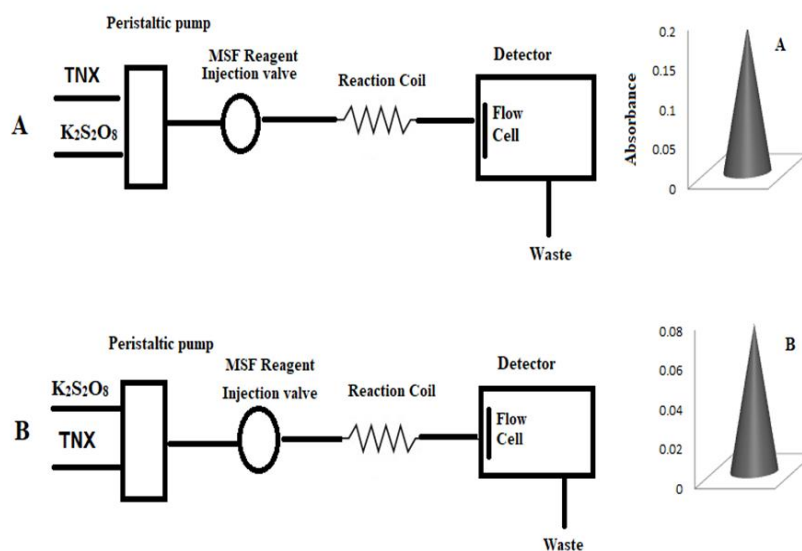 Peristaltic pump
MSF Reagent
Injection valve
Detector
TNX
Reaction Coil
A
K₂S₂O₈
Flow
Cell
Waste
Absorbance
0.2
0.15
0.1
0.05
0
A
Peristaltic pump
MSF Reagent
Injection valve
Detector
K₂S₂O₈
Reaction Coil
B
TNX
Flow
Cell
Waste
0.08
0.06
0.04
0.02
0
B